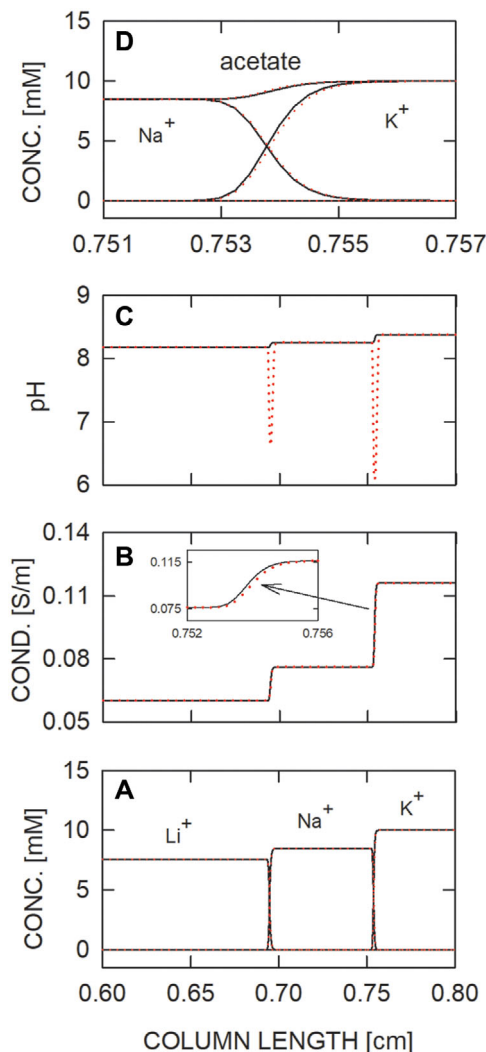 D
acetate
15
10
5
0
CONC. [mM]
Na+
K+
0.751 0.753 0.755 0.757
C
9
8
7
6
pH
B
0.14
0.11
0.08
0.05
COND. [S/m]
0.115
0.075
0.752 0.756
A
15
10
5
0
CONC. [mM]
Li+
Na+
K+
0.60 0.65 0.70 0.75 0.80
COLUMN LENGTH [cm]